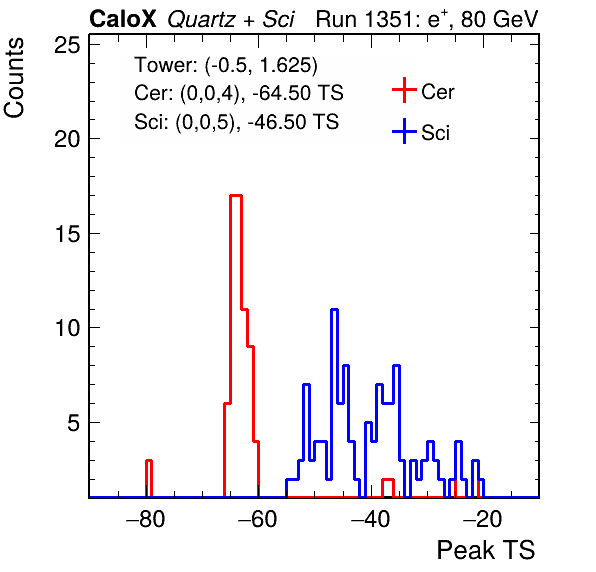 CaloX Quartz + Sci Run 1351: e⁺, 80 GeV
Counts
25
20
15
10
5
Tower: (-0.5, 1.625)
Cer: (0,0,4), -64.50 TS
Sci: (0,0,5), -46.50 TS
Cer
Sci
−80 −60 −40 −20
Peak TS